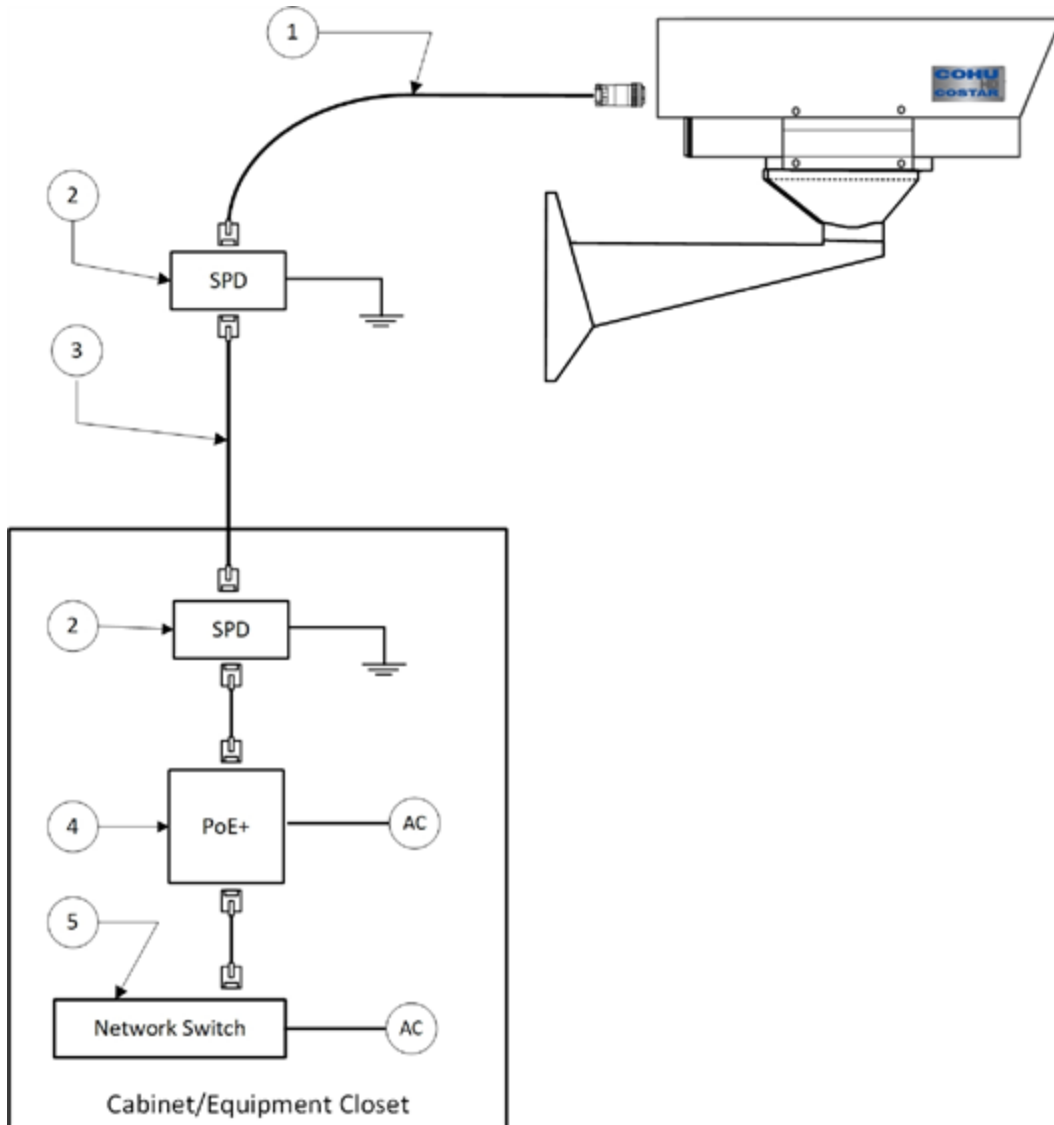 1
COHU
HD
COSTAR
2
SPD
3
2
SPD
4
PoE+
AC
5
Network Switch
AC
Cabinet/Equipment Closet